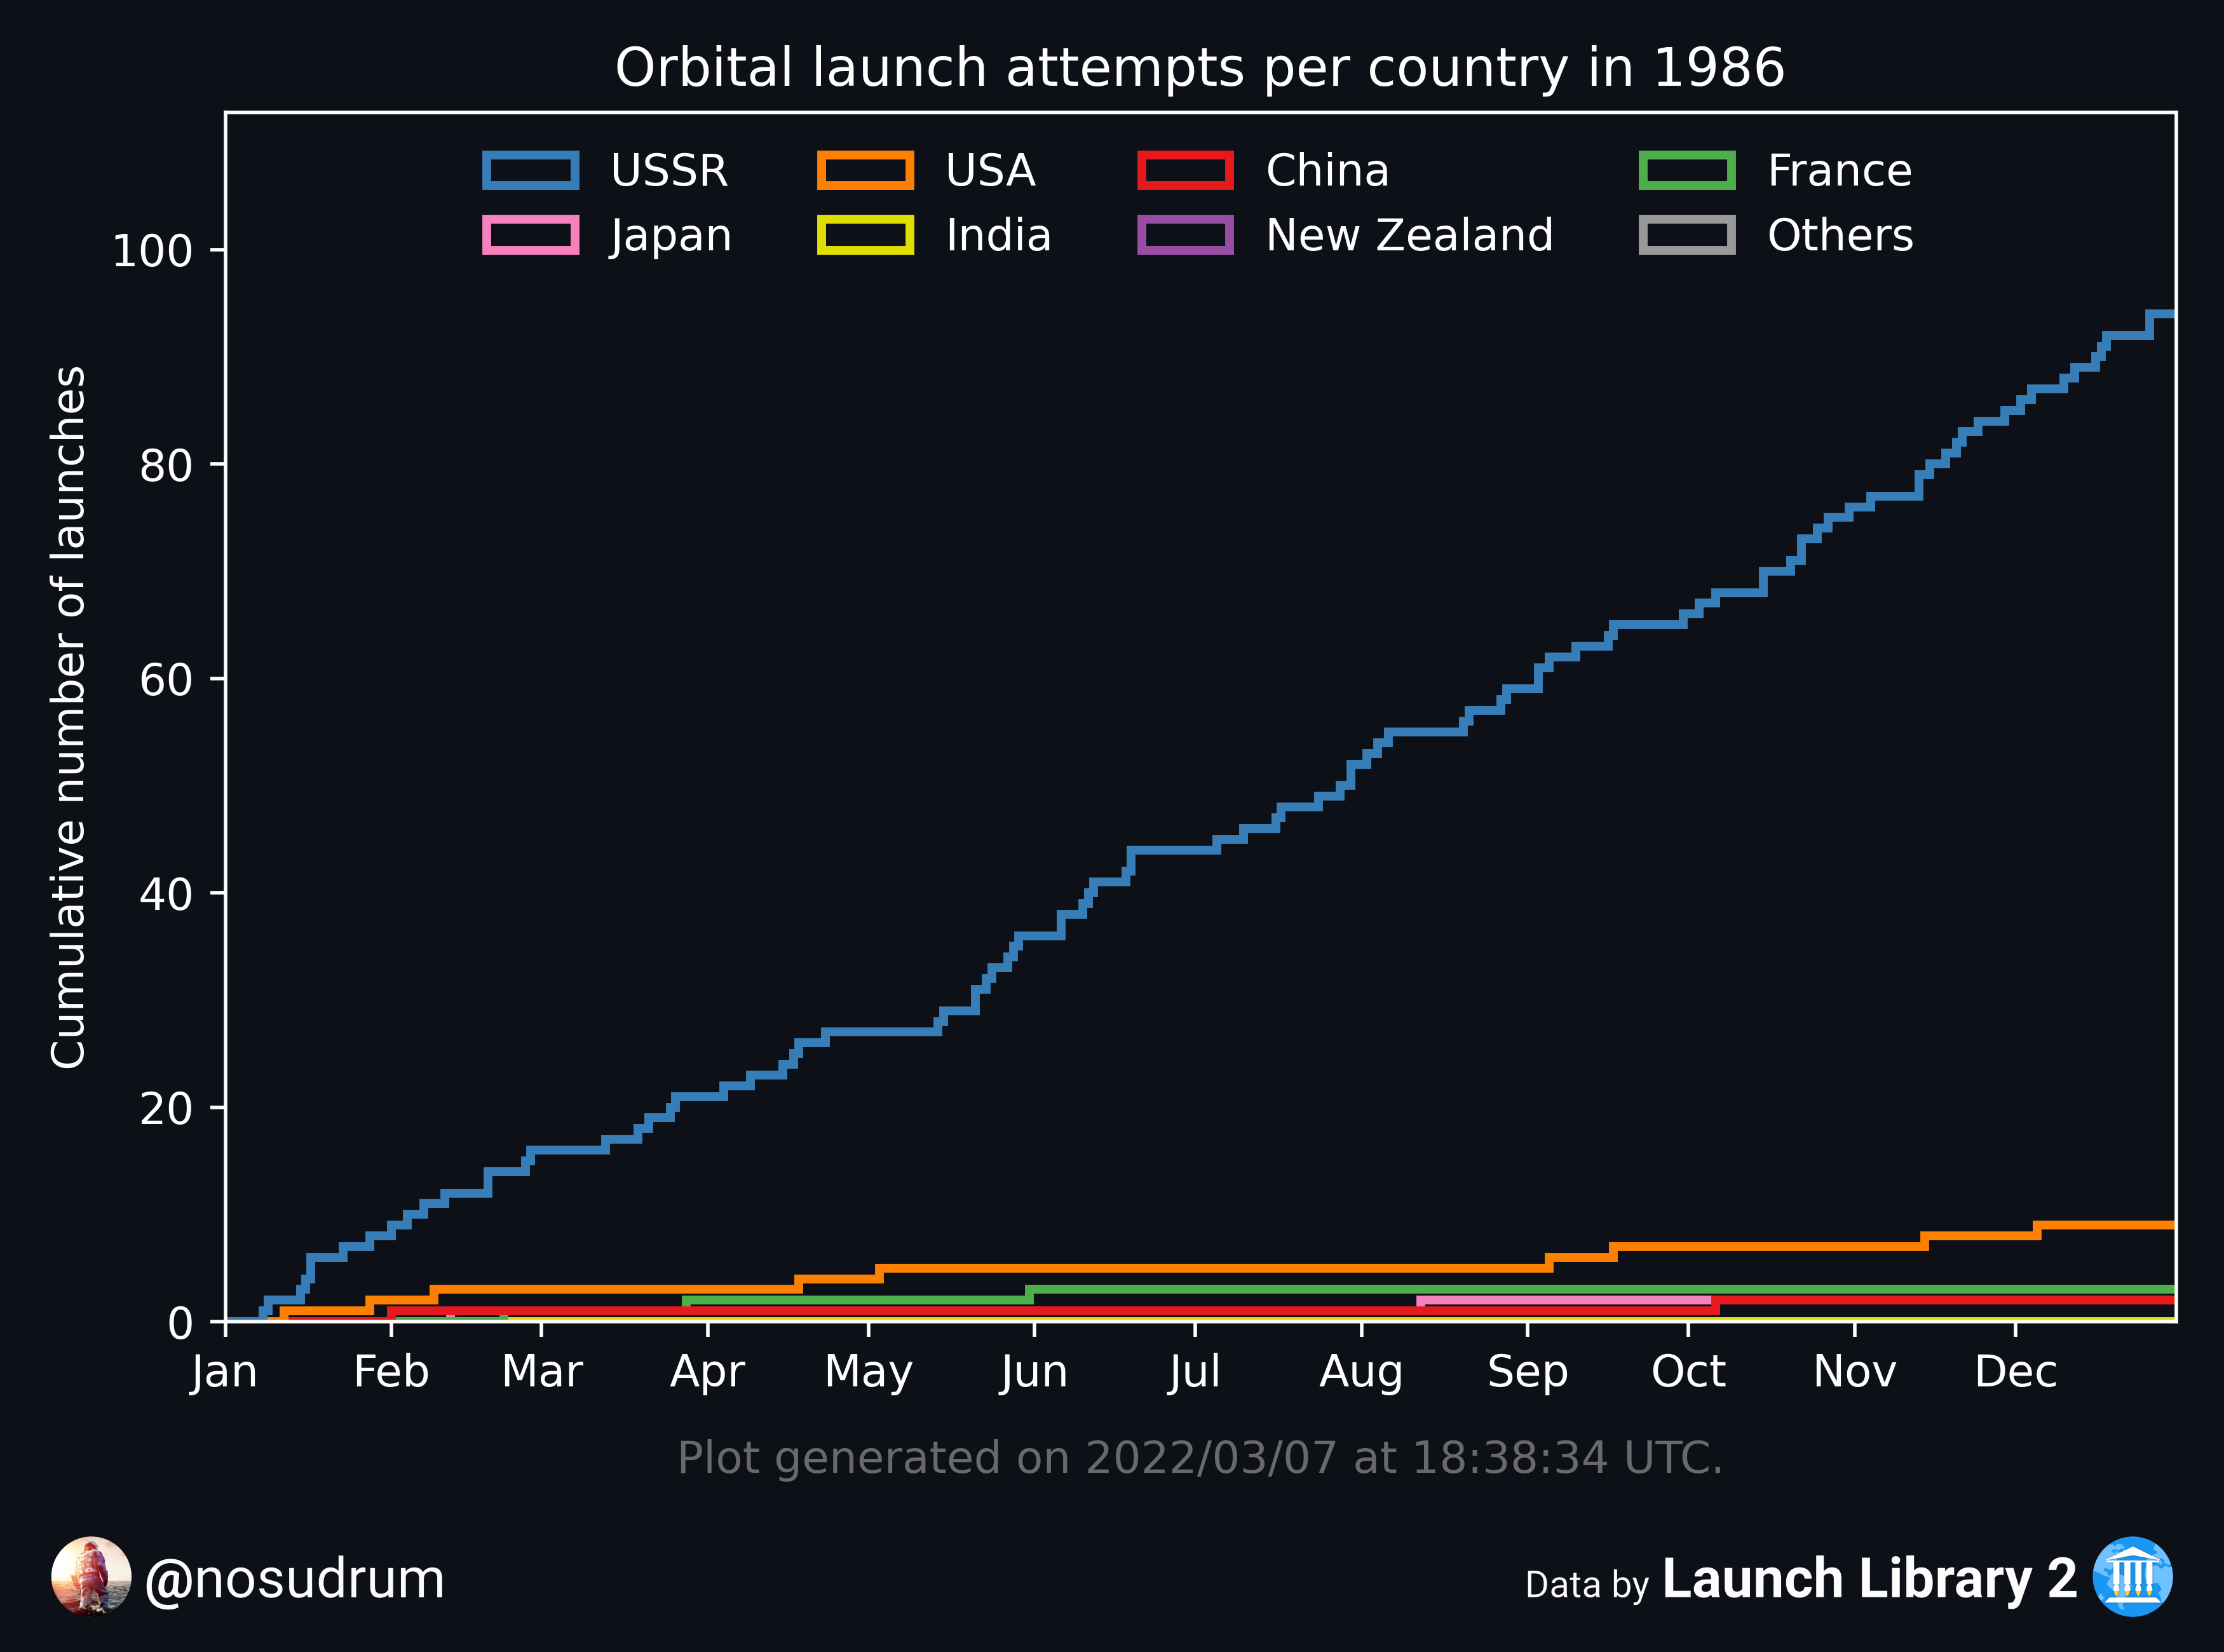 Orbital launch attempts per country in 1986
USSR USA China France
Japan India New Zealand Others
Cumulative number of launches
100
80
60
40
20
0
Jan Feb Mar Apr May Jun Jul Aug Sep Oct Nov Dec
Plot generated on 2022/03/07 at 18:38:34 UTC.
@nosudrum
Data by Launch Library 2